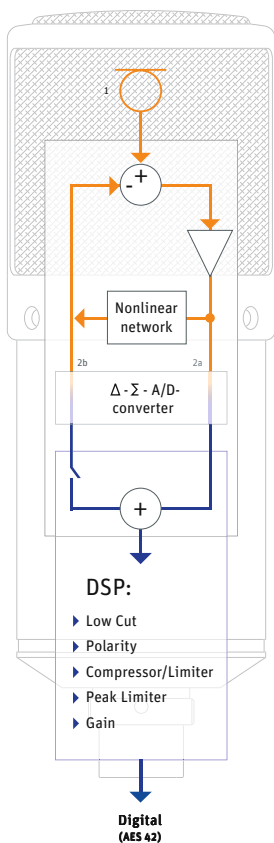 1
- +
Nonlinear
network
2b
2a
Δ - Σ - A/D-
converter
+
DSP:
Low Cut
Polarity
Compressor/Limiter
Peak Limiter
Gain
Digital
(AES 42)